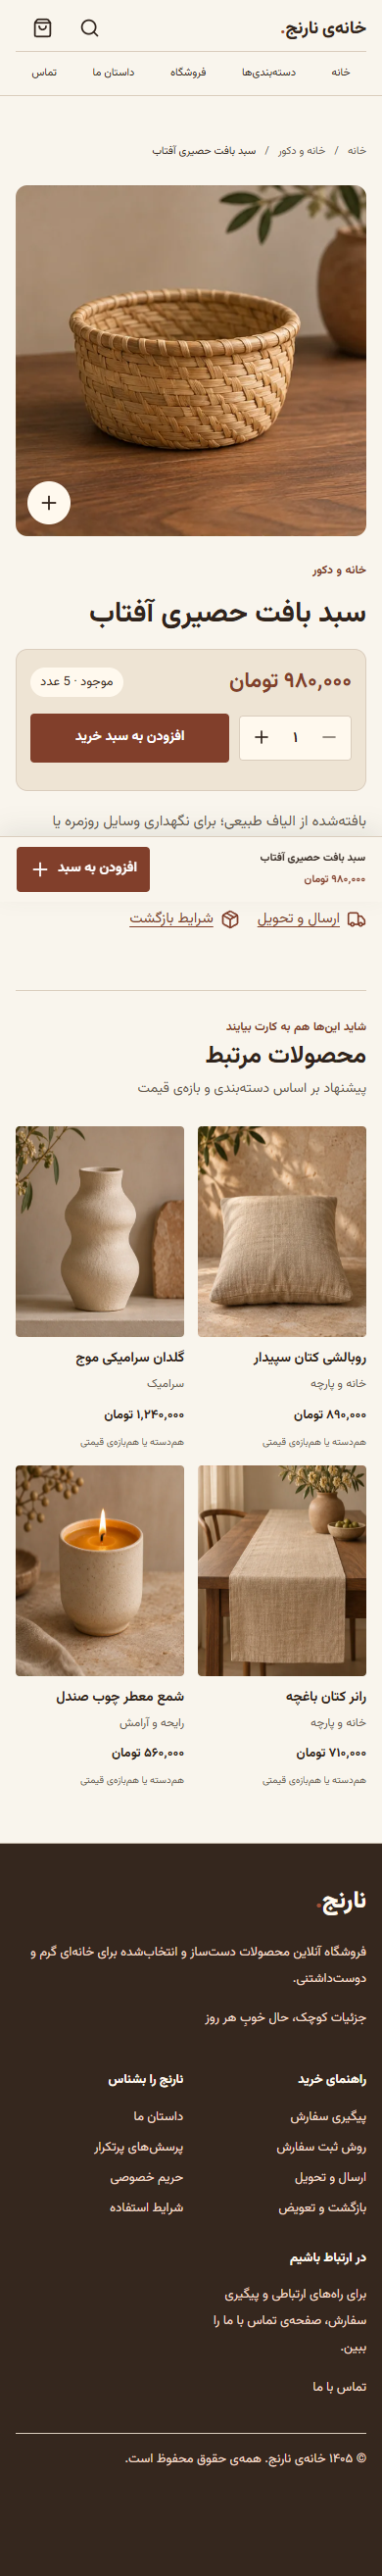 خانه‌ی نارنج.
خانه
دسته‌بندی‌ها
فروشگاه
داستان ما
تماس
خانه / خانه و دکور / سبد بافت حصیری آفتاب
خانه و دکور
سبد بافت حصیری آفتاب
۹۸۰,۰۰۰ تومان
موجود · 5 عدد
۱
افزودن به سبد خرید
بافته‌شده از الیاف طبیعی؛ برای نگهداری وسایل روزمره یا
سبد بافت حصیری آفتاب
۹۸۰,۰۰۰ تومان
افزودن به سبد
ارسال و تحویل
شرایط بازگشت
شاید این‌ها هم به کارت بیایند
محصولات مرتبط
پیشنهاد بر اساس دسته‌بندی و بازه‌ی قیمت
روبالشی کتان سپیدار
خانه و پارچه
۸۹۰,۰۰۰ تومان
هم‌دسته یا هم‌بازه‌ی قیمتی
گلدان سرامیکی موج
سرامیک
۱,۲۴۰,۰۰۰ تومان
هم‌دسته یا هم‌بازه‌ی قیمتی
رانر کتان باغچه
خانه و پارچه
۷۱۰,۰۰۰ تومان
هم‌دسته یا هم‌بازه‌ی قیمتی
شمع معطر چوب صندل
رایحه و آرامش
۵۶۰,۰۰۰ تومان
هم‌دسته یا هم‌بازه‌ی قیمتی
نارنج.
فروشگاه آنلاین محصولات دست‌ساز و انتخاب‌شده برای خانه‌ای گرم و
دوست‌داشتنی.
جزئیات کوچک، حال خوبِ هر روز
راهنمای خرید
پیگیری سفارش
روش ثبت سفارش
ارسال و تحویل
بازگشت و تعویض
نارنج را بشناس
داستان ما
پرسش‌های پرتکرار
حریم خصوصی
شرایط استفاده
در ارتباط باشیم
برای راه‌های ارتباطی و پیگیری
سفارش، صفحه‌ی تماس با ما را
ببین.
تماس با ما
© ۱۴۰۵ خانه‌ی نارنج. همه‌ی حقوق محفوظ است.